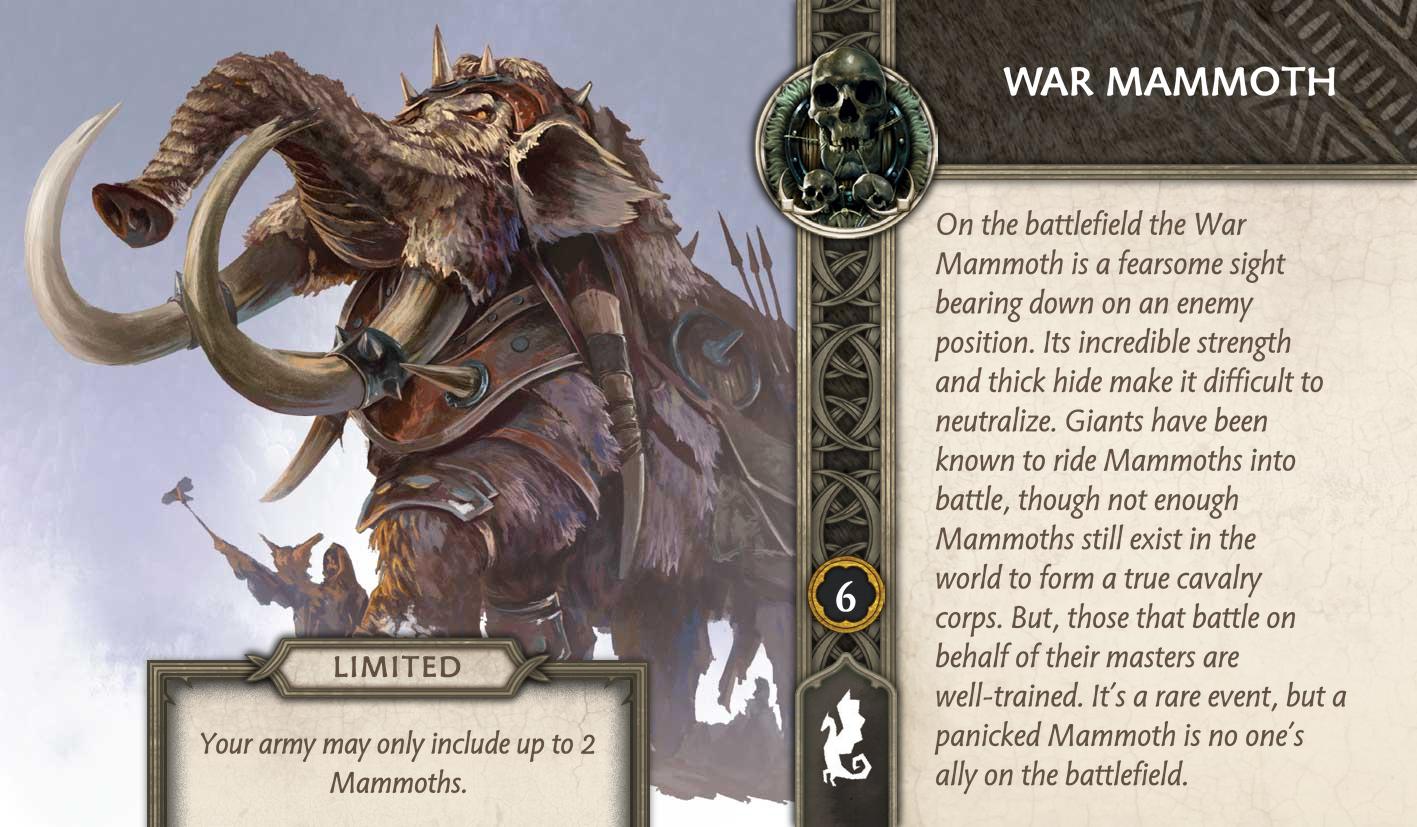 WAR MAMMOTH
On the battlefield the War
Mammoth is a fearsome sight
bearing down on an enemy
position. Its incredible strength
and thick hide make it difficult to
neutralize. Giants have been
known to ride Mammoths into
battle, though not enough
Mammoths still exist in the
world to form a true cavalry
corps. But, those that battle on
behalf of their masters are
well-trained. It's a rare event, but a
panicked Mammoth is no one's
ally on the battlefield.
6
LIMITED
Your army may only include up to 2
Mammoths.